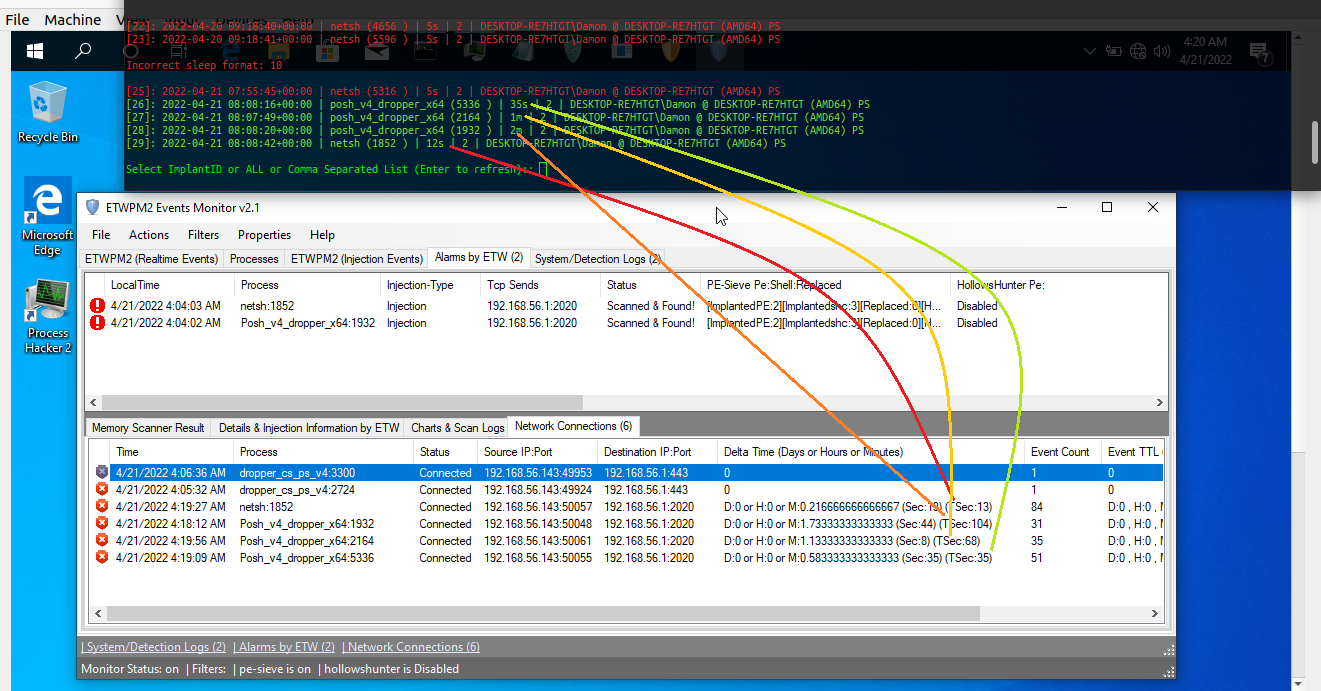 File Machine
[22]: 2022-04-20 09:18:40+00:00 | netsh (4656 ) | 5s | 2 | DESKTOP-RE7HTGT\Damon @ DESKTOP-RE7HTGT (AMD64) PS
[23]: 2022-04-20 09:18:41+00:00 | netsh (5596 ) | 5s | 2 | DESKTOP-RE7HTGT\Damon @ DESKTOP-RE7HTGT (AMD64) PS
Incorrect sleep format: 10
[25]: 2022-04-21 07:55:45+00:00 | netsh (5316 ) | 5s | 2 | DESKTOP-RE7HTGT\Damon @ DESKTOP-RE7HTGT (AMD64) PS
[26]: 2022-04-21 08:08:16+00:00 | posh_v4_dropper_x64 (5336 ) | 35s | 2 | DESKTOP-RE7HTGT\Damon @ DESKTOP-RE7HTGT (AMD64) PS
[27]: 2022-04-21 08:07:49+00:00 | posh_v4_dropper_x64 (2164 ) | 1m | 2 | DESKTOP-RE7HTGT\Damon @ DESKTOP-RE7HTGT (AMD64) PS
[28]: 2022-04-21 08:08:20+00:00 | posh_v4_dropper_x64 (1932 ) | 2m | 2 | DESKTOP-RE7HTGT\Damon @ DESKTOP-RE7HTGT (AMD64) PS
[29]: 2022-04-21 08:08:42+00:00 | netsh (1852 ) | 12s | 2 | DESKTOP-RE7HTGT\Damon @ DESKTOP-RE7HTGT (AMD64) PS
Select ImplantID or ALL or Comma Separated List (Enter to refresh)::
4:20 AM
4/21/2022
7
Recycle Bin
Microsoft
Edge
Process
Hacker 2
ETWPM2 Events Monitor v2.1
File Actions Filters Properties Help
ETWPM2 (Realtime Events) Processes ETWPM2 (Injection Events) Alarms by ETW (2) System/Detection Logs (2)
LocalTime Process Injection-Type Tcp Sends Status PE-Sieve Pe:Shell:Replaced HollowsHunter Pe:
4/21/2022 4:04:03 AM netsh:1852 Injection 192.168.56.1:2020 Scanned & Found! [ImplantedPE:2][Implantedshc:3][Replaced:0][H... Disabled
4/21/2022 4:04:02 AM Posh_v4_dropper_x64:1932 Injection 192.168.56.1:2020 Scanned & Found! [ImplantedPE:2][Implantedshc:3][Replaced:0][H... Disabled
Memory Scanner Result Details & Injection Information by ETW Charts & Scan Logs Network Connections (6)
Time Process Status Source IP:Port Destination IP:Port Delta Time (Days or Hours or Minutes) Event Count Event TTL
4/21/2022 4:06:36 AM dropper_cs_ps_v4:3300 Connected 192.168.56.143:49953 192.168.56.1:443 0 1 0
4/21/2022 4:05:32 AM dropper_cs_ps_v4:2724 Connected 192.168.56.143:49924 192.168.56.1:443 0 1 0
4/21/2022 4:19:27 AM netsh:1852 Connected 192.168.56.143:50057 192.168.56.1:2020 D:0 or H:0 or M:0.216666666666667 (Sec:13) (TSec:13) 84 D:0 , H:0 ,
4/21/2022 4:18:12 AM Posh_v4_dropper_x64:1932 Connected 192.168.56.143:50048 192.168.56.1:2020 D:0 or H:0 or M:1.73333333333333 (Sec:44) (TSec:104) 31 D:0 , H:0 ,
4/21/2022 4:19:56 AM Posh_v4_dropper_x64:2164 Connected 192.168.56.143:50061 192.168.56.1:2020 D:0 or H:0 or M:1.13333333333333 (Sec:8) (TSec:68) 35 D:0 , H:0 ,
4/21/2022 4:19:09 AM Posh_v4_dropper_x64:5336 Connected 192.168.56.143:50055 192.168.56.1:2020 D:0 or H:0 or M:0.583333333333333 (Sec:35) (TSec:35) 51 D:0 , H:0 ,
| System/Detection Logs (2) | Alarms by ETW (2) | Network Connections (6)
Monitor Status: on | Filters: | pe-sieve is on | hollowshunter is Disabled